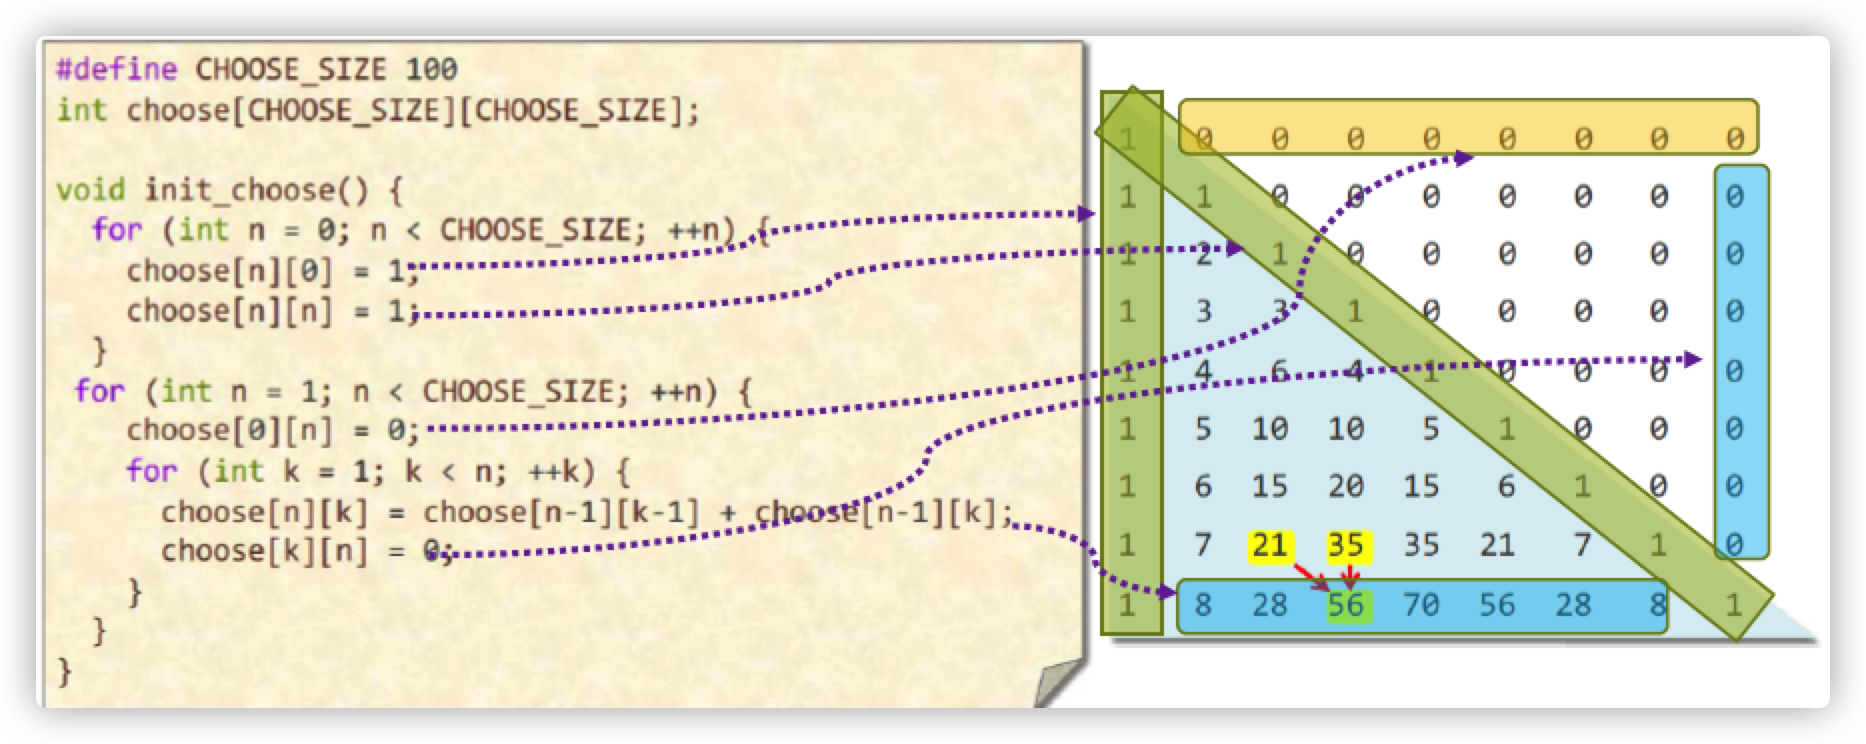 #define CHOOSE_SIZE 100
int choose[CHOOSE_SIZE][CHOOSE_SIZE];
void init_choose() {
for (int n = 0; n < CHOOSE_SIZE; ++n) {
choose[n][0] = 1;
choose[n][n] = 1;
}
for (int n = 1; n < CHOOSE_SIZE; ++n) {
choose[0][n] = 0;
for (int k = 1; k < n; ++k) {
choose[n][k] = choose[n-1][k-1] + choose[n-1][k];
choose[k][n] = 0;
}
}
}
1 0 0 0 0 0 0 0 0
1 1 0 0 0 0 0 0 0
1 2 1 0 0 0 0 0 0
1 3 3 1 0 0 0 0 0
1 4 6 4 1 0 0 0 0
1 5 10 10 5 1 0 0 0
1 6 15 20 15 6 1 0 0
1 7 21 35 35 21 7 1 0
1 8 28 56 70 56 28 8 1